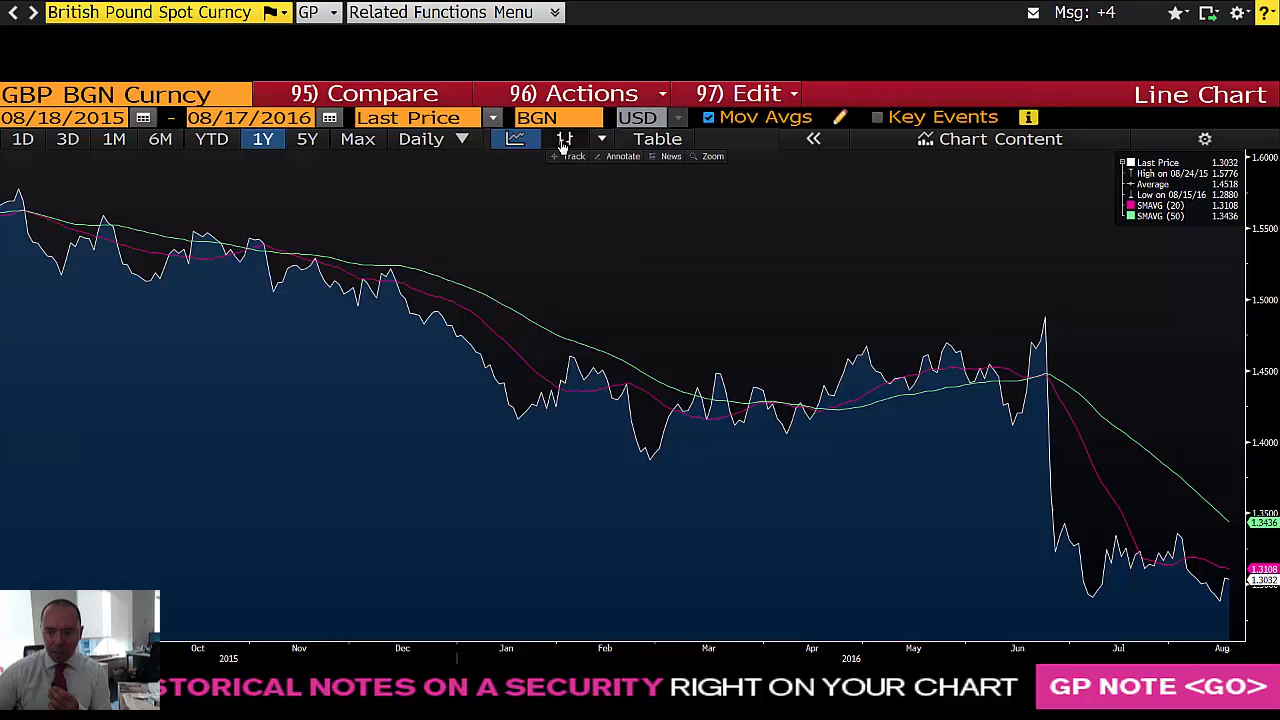 British Pound Spot Curncy GP Related Functions Menu Msg: +4 ?
GBP BGN Curncy 95) Compare 96) Actions 97) Edit Line Chart
08/18/2015 - 08/17/2016 Last Price BGN USD Mov Avgs Key Events i
1D 3D 1M 6M YTD 1Y 5Y Max Daily Table Chart Content
Track Annotate News Zoom
Last Price 1.3032
High on 08/24/15 1.5776
Average 1.4518
Low on 08/15/16 1.2880
SMAVG (20) 1.3108
SMAVG (50) 1.3436
1.6000
1.5500
1.5000
1.4500
1.4000
1.3500
1.3436
1.3108
1.3032
Oct Nov Dec Jan Feb Mar Apr May Jun Jul Aug
2015 2016
STORICAL NOTES ON A SECURITY RIGHT ON YOUR CHART GP NOTE <GO>